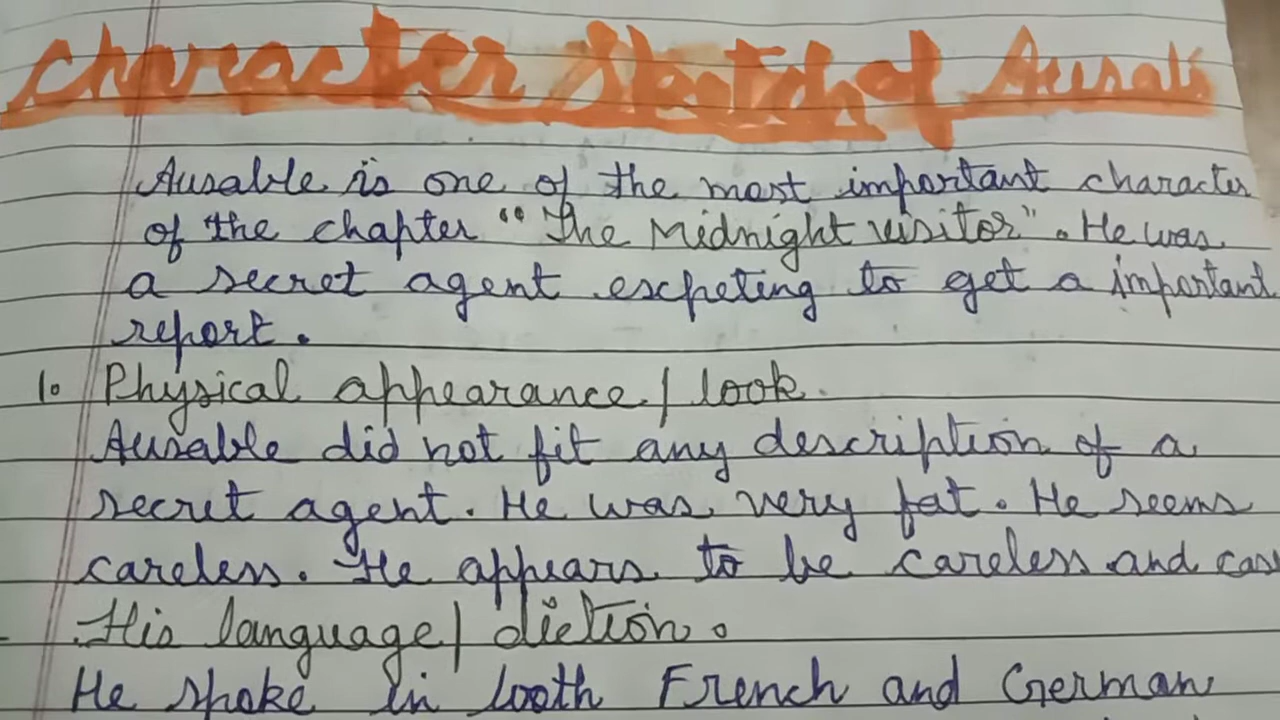 Character Sketch of Ausabl
Ausable is one of the most important character
of the chapter "The Midnight visitor". He was
a secret agent escpeting to get a important
report.
1. Physical appearance/look.
Ausable did not fit any description of a
secret agent. He was very fat. He seems
careless. He appears to be careless and cas
His language/diction.
He spoke in both French and German